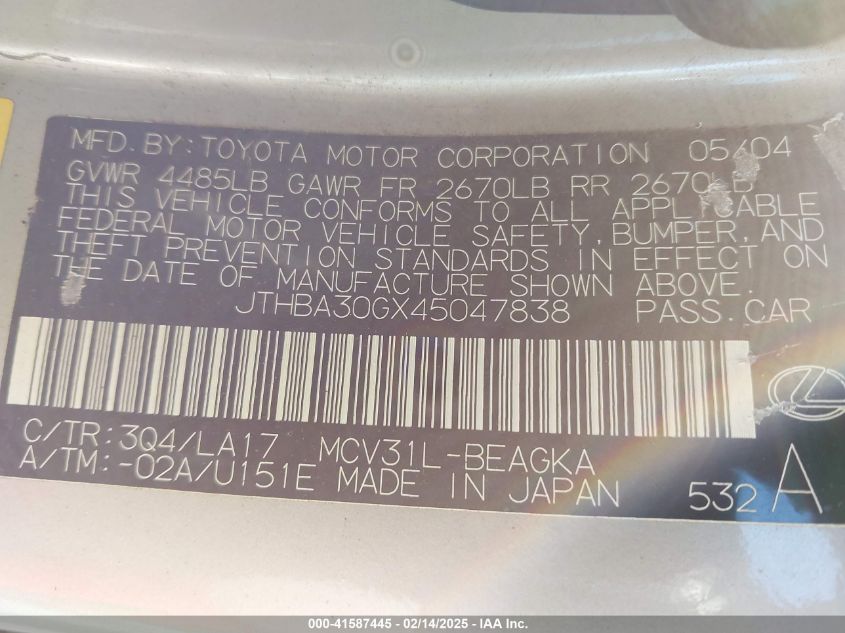 MFD. BY: TOYOTA MOTOR CORPORATION 05/04
GVWR 4485LB GAWR FR 2670LB RR 2670LB
THIS VEHICLE CONFORMS TO ALL APPLICABLE
FEDERAL MOTOR VEHICLE SAFETY, BUMPER, AND
THEFT PREVENTION STANDARDS IN EFFECT ON
THE DATE OF MANUFACTURE SHOWN ABOVE.
JTHBA30GX45047838 PASS. CAR
C/TR: 3Q4/LA17 MCV31L-BEAGKA
A/TM: -02A/U151E MADE IN JAPAN 532 A
000-41587445 - 02/14/2025 - IAA Inc.